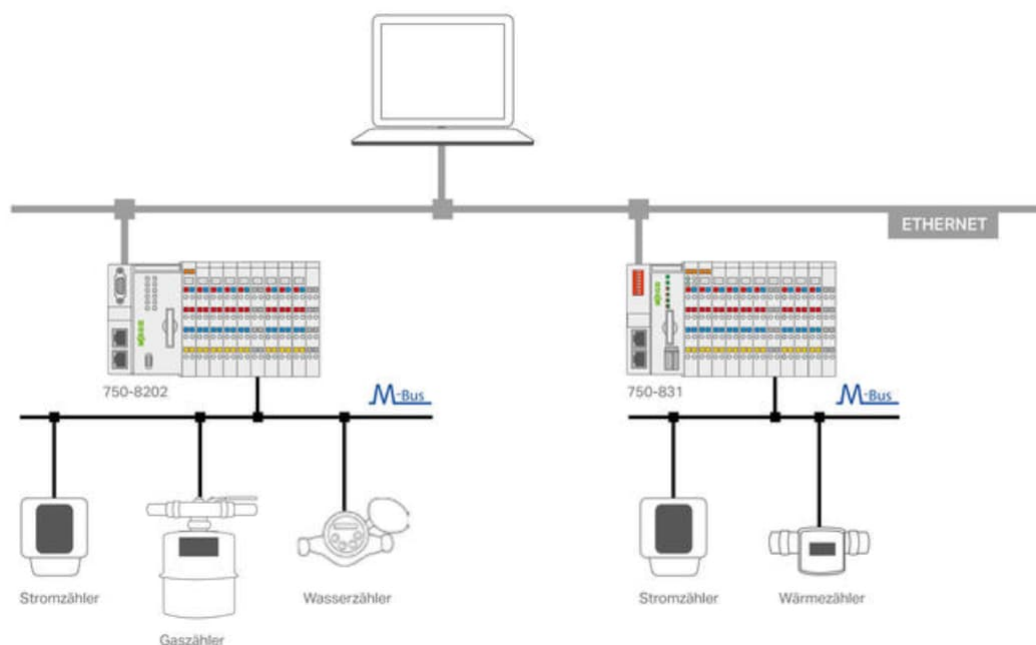 ETHERNET
750-8202
M-Bus
750-831
M-Bus
Stromzähler
Gaszähler
Wasserzähler
Stromzähler
Wärmezähler